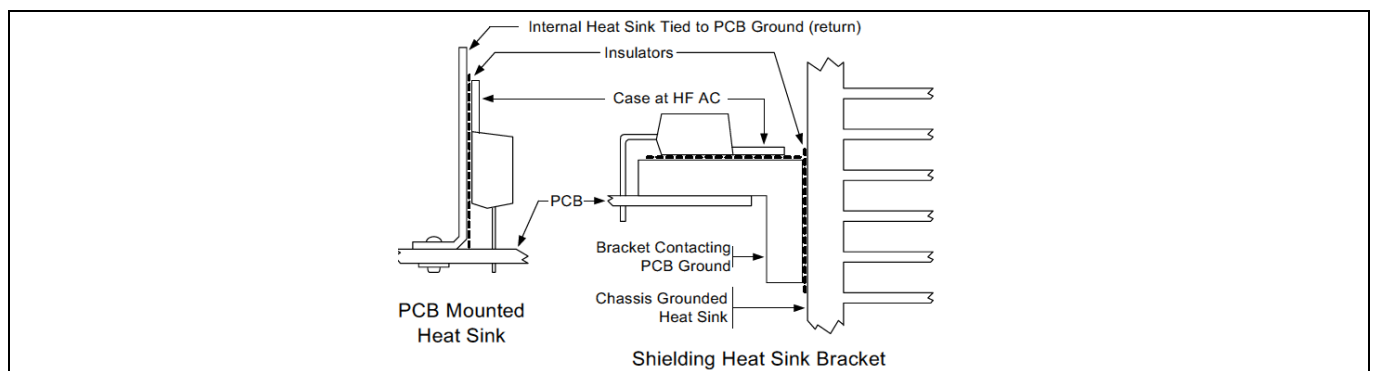 Internal Heat Sink Tied to PCB Ground (return)
Insulators
Case at HF AC
PCB
Bracket Contacting
PCB Ground
Chassis Grounded
Heat Sink
PCB Mounted
Heat Sink
Shielding Heat Sink Bracket